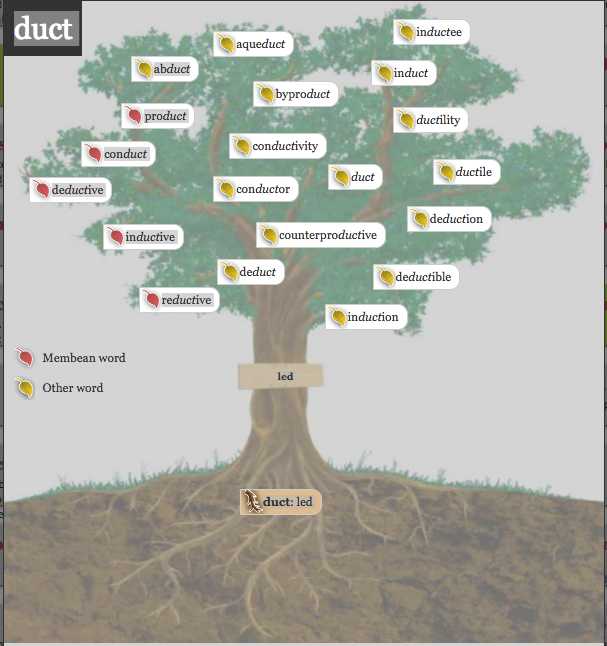 duct
inductee
aqueduct
abduct
induct
byproduct
product
ductility
conductivity
conduct
ductile
duct
deductive
conductor
deduction
counterproductive
inductive
deduct
deductible
reductive
induction
Membean word
led
Other word
duct: led